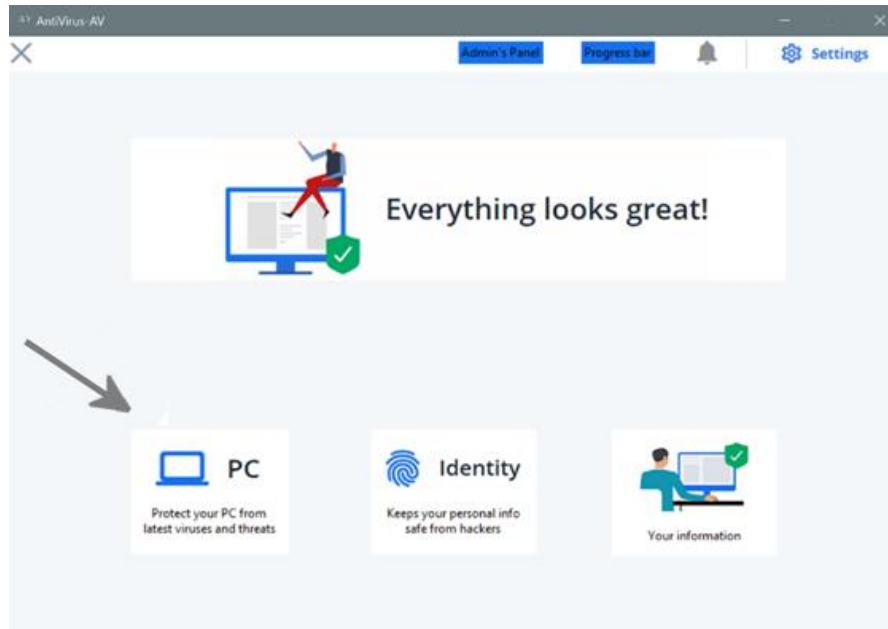 AntiVirus-AV
Admin's Panel
Progress bar
Settings
Everything looks great!
PC
Protect your PC from
latest viruses and threats
Identity
Keeps your personal info
safe from hackers
Your information